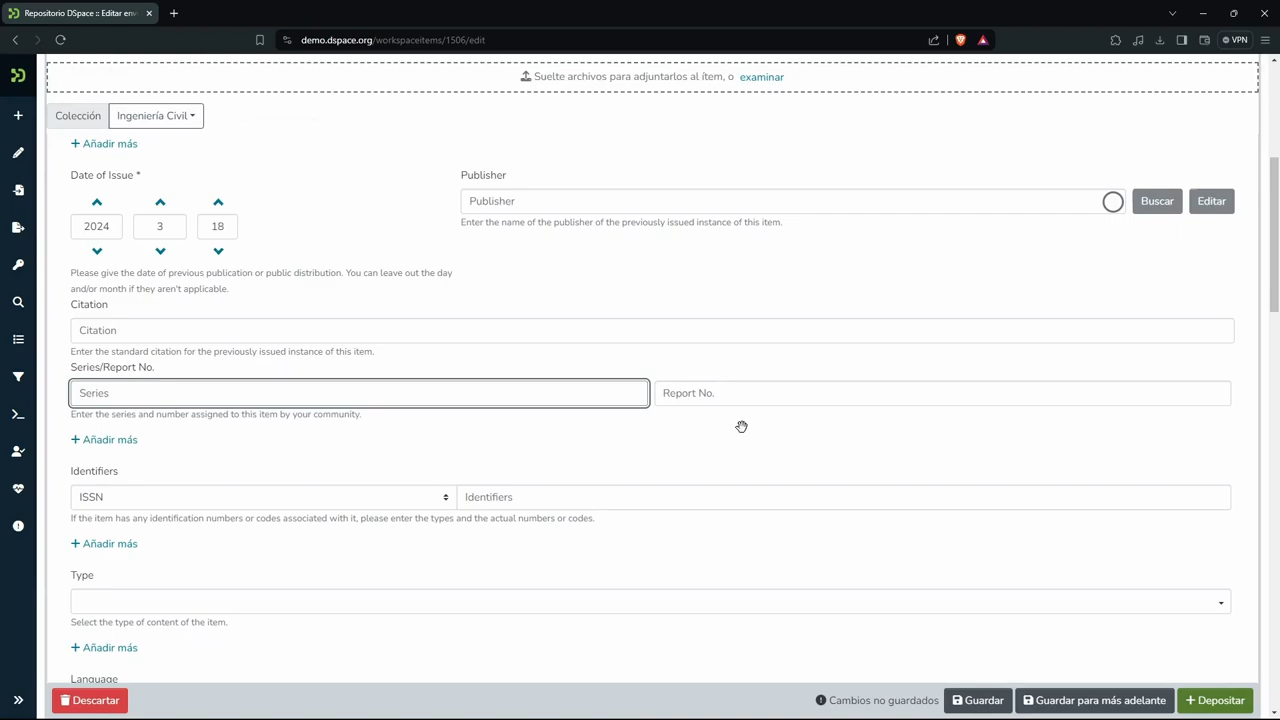 Repositorio DSpace :: Editar env
demo.dspace.org/workspaceitems/1506/edit
VPN
Suelte archivos para adjuntarlos al ítem, o examinar
Colección Ingeniería Civil
+ Añadir más
Date of Issue * Publisher
2024 3 18 Publisher Buscar Editar
Enter the name of the publisher of the previously issued instance of this item.
Please give the date of previous publication or public distribution. You can leave out the day
and/or month if they aren't applicable.
Citation
Citation
Enter the standard citation for the previously issued instance of this item.
Series/Report No.
Series Report No.
Enter the series and number assigned to this item by your community.
+ Añadir más
Identifiers
ISSN Identifiers
If the item has any identification numbers or codes associated with it, please enter the types and the actual numbers or codes.
+ Añadir más
Type
Select the type of content of the item.
+ Añadir más
Language
Descartar Cambios no guardados Guardar Guardar para más adelante + Depositar